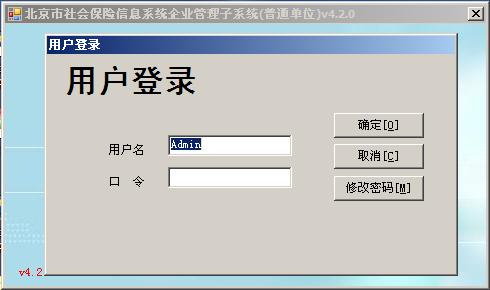 北京市社会保险信息系统企业管理子系统(普通单位)v4.2.0
用户登录
用户登录
确定[O]
用户名 Admin
取消[C]
口 令
修改密码[M]
v4.2